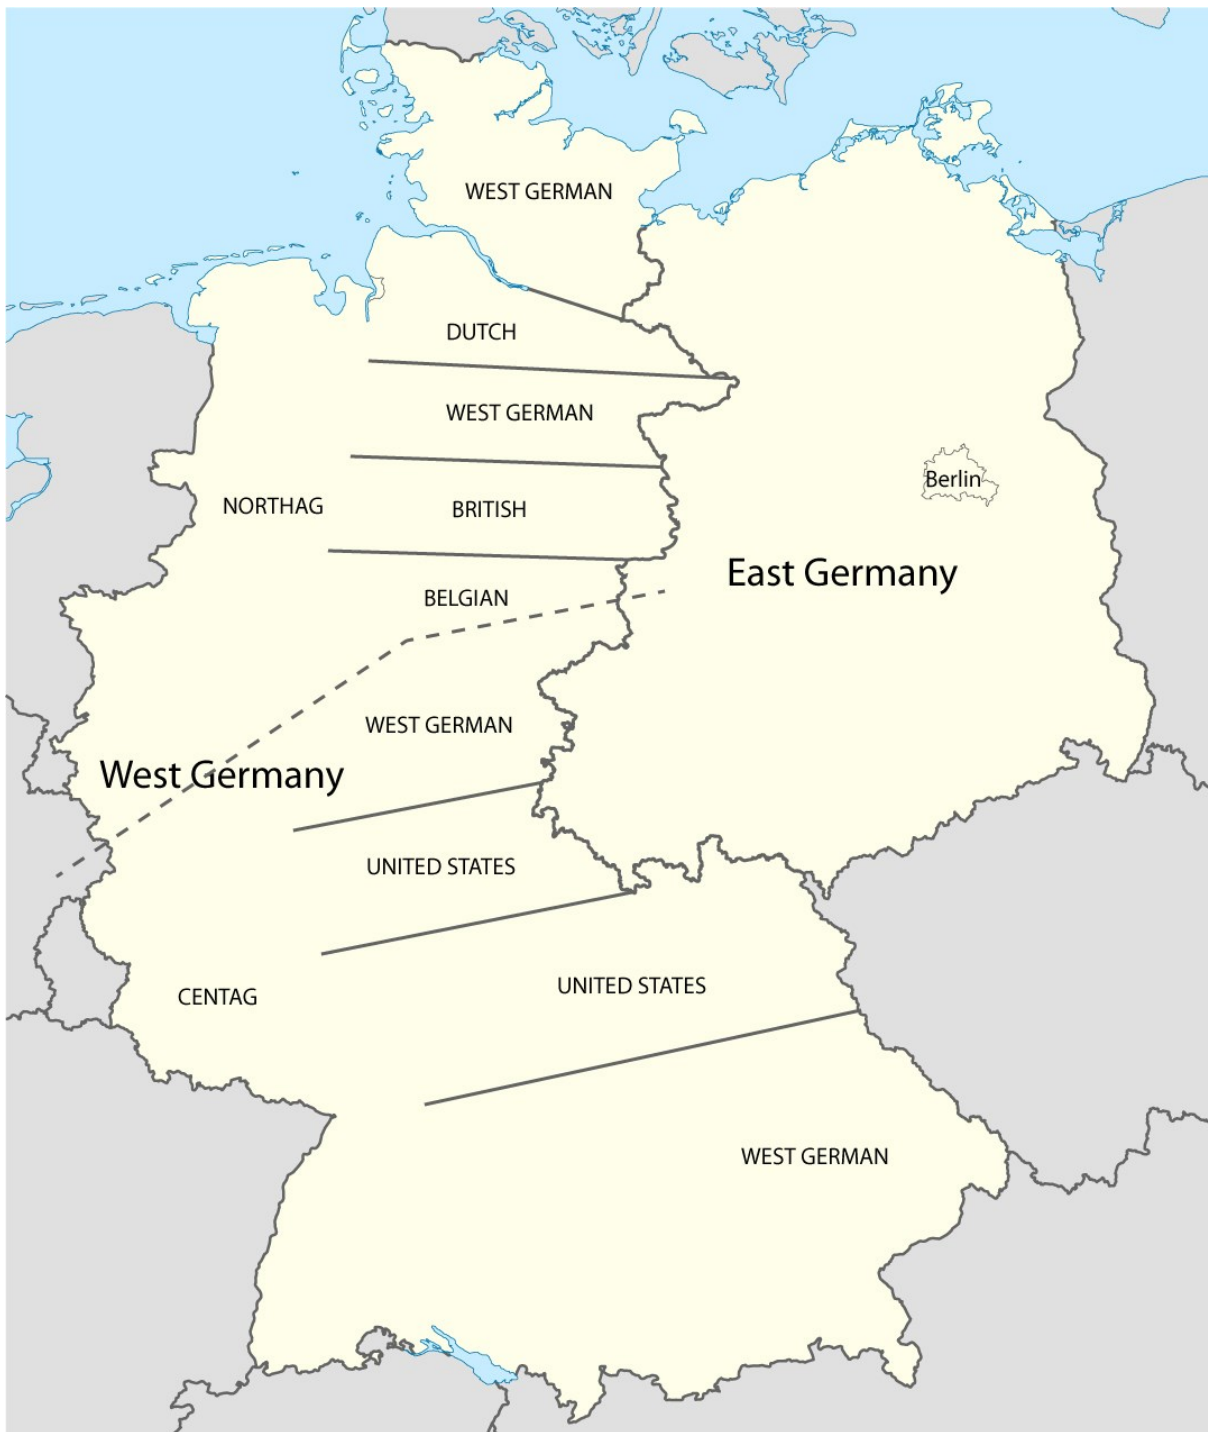 WEST GERMAN
DUTCH
WEST GERMAN
Berlin
NORTHAG
BRITISH
East Germany
BELGIAN
WEST GERMAN
West Germany
UNITED STATES
UNITED STATES
CENTAG
WEST GERMAN